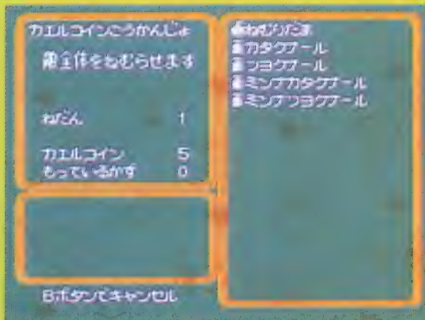 カエルコインこうかんじょ
敵全体をねむらせます
ねだん 1
カエルコイン 5
もっているかず 0
Bボタンでキャンセル
ねむりだま
カタクナール
ツヨクナール
ミンナカタクナール
ミンナツヨクナール